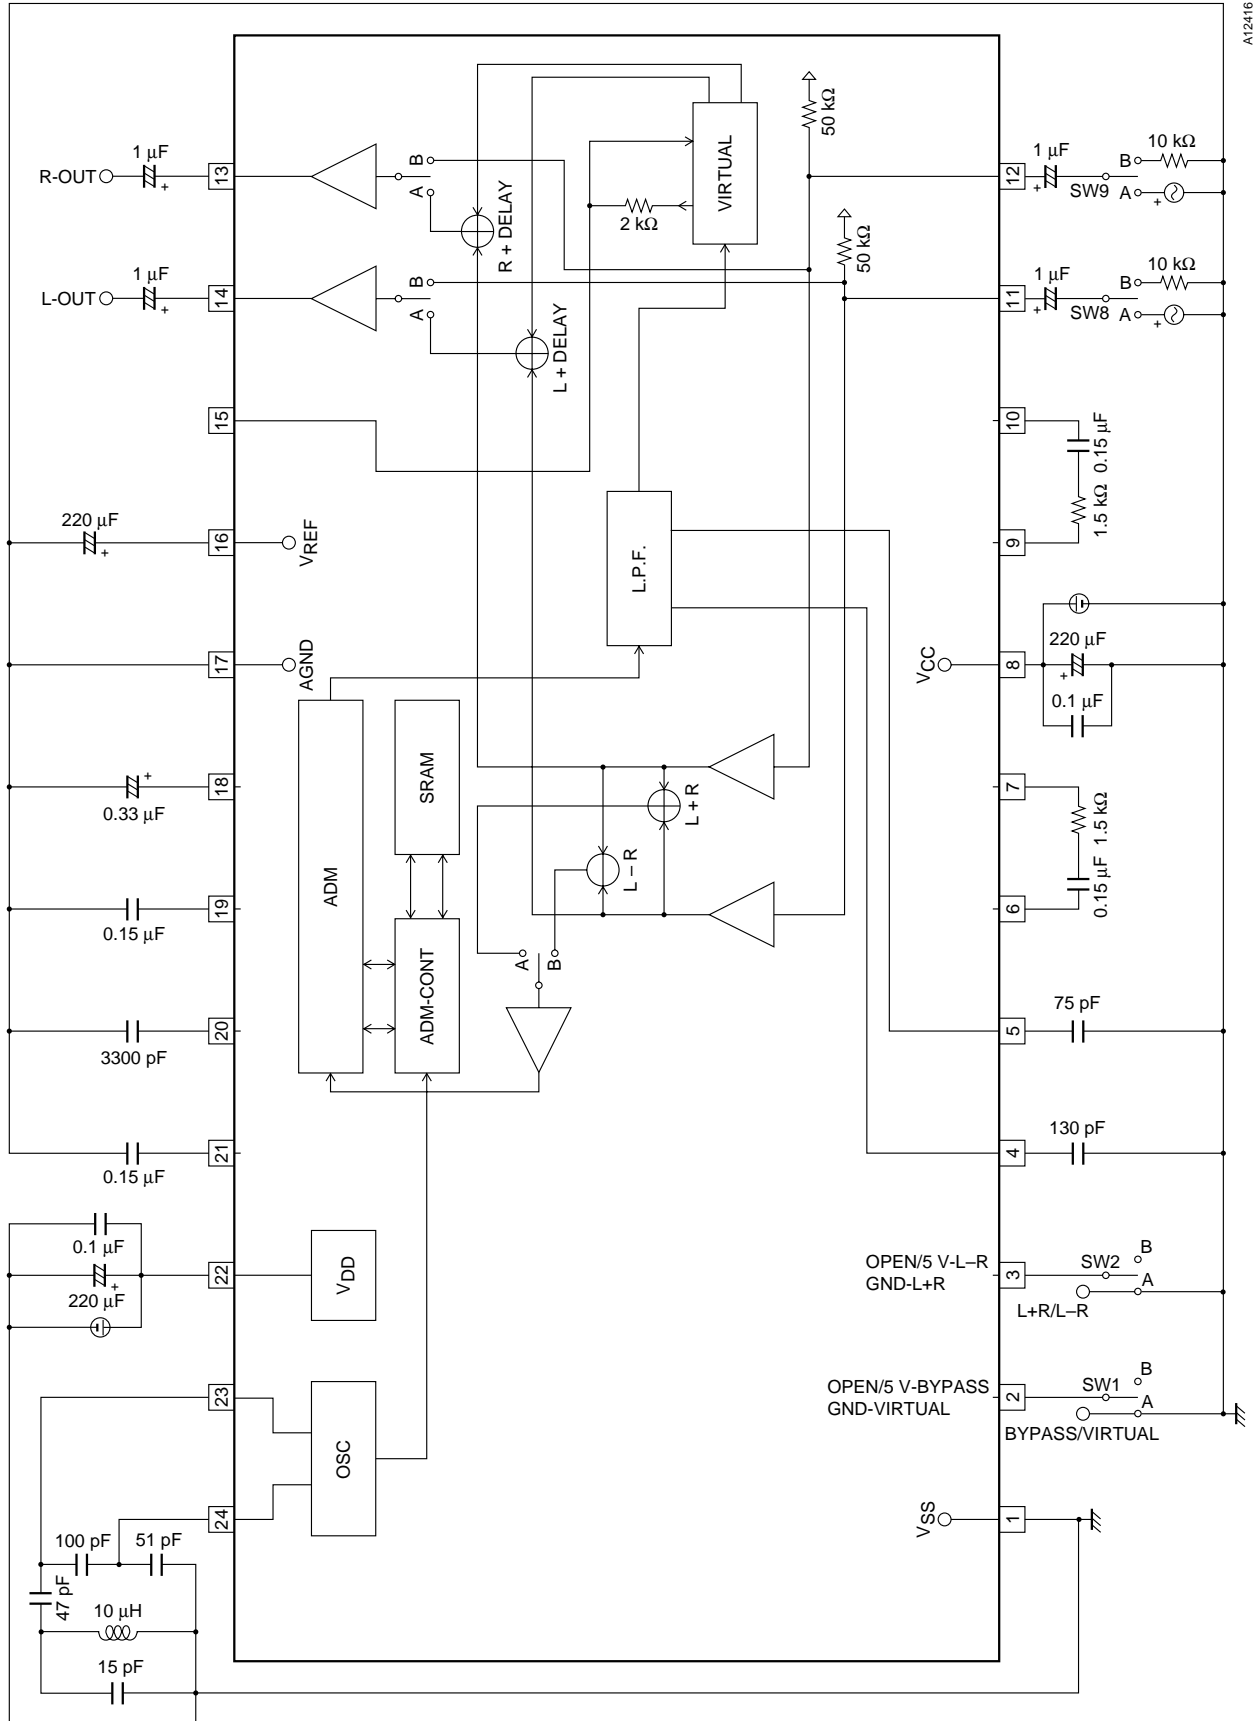 A12416
1 µF
R-OUT
+
13
B
A
R + DELAY
2 kΩ
VIRTUAL
50 kΩ
12
1 µF
+
SW9
B
A
10 kΩ
+
1 µF
L-OUT
+
14
B
A
L + DELAY
50 kΩ
11
1 µF
+
SW8
B
A
10 kΩ
+
15
10
0.15 µF
1.5 kΩ
9
220 µF
+
16
VREF
L.P.F.
17
AGND
VCC
8
220 µF
+
0.1 µF
0.33 µF
+
18
ADM
SRAM
L + R
L – R
7
1.5 kΩ
0.15 µF
6
0.15 µF
19
A
B
ADM-CONT
3300 pF
20
5
75 pF
0.15 µF
21
4
130 pF
0.1 µF
220 µF
+
22
VDD
OPEN/5 V-L–R
GND-L+R
3
SW2
B
A
L+R/L–R
23
OSC
OPEN/5 V-BYPASS
GND-VIRTUAL
2
SW1
B
A
BYPASS/VIRTUAL
24
VSS
1
100 pF
51 pF
47 pF
10 µH
15 pF